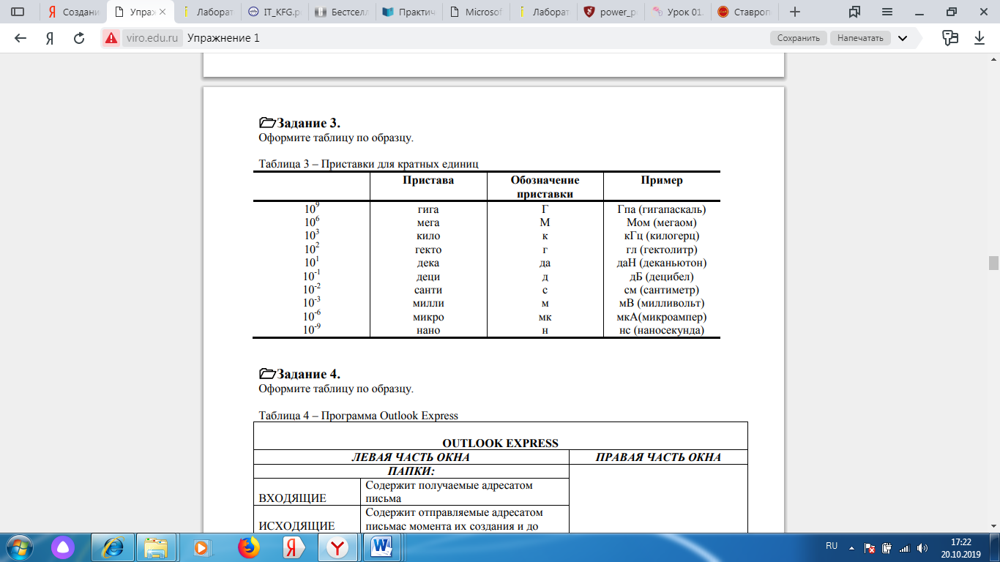 Создани
Упраж
Лаборат
IT_KFG.p
Бестселл
Практич
Microsof
Лаборат
power_p
Урок 01.
Ставроп
viro.edu.ru Упражнение 1
Сохранить Напечатать
Задание 3.
Оформите таблицу по образцу.
Таблица 3 – Приставки для кратных единиц
Пристава Обозначение приставки Пример
10^9 гига Г Гпа (гигапаскаль)
10^6 мега М Мом (мегаом)
10^3 кило к кГц (килогерц)
10^2 гекто г гл (гектолитр)
10^1 дека да даН (деканьютон)
10^-1 деци д дБ (децибел)
10^-2 санти с см (сантиметр)
10^-3 милли м мВ (милливольт)
10^-6 микро мк мкА(микроампер)
10^-9 нано н нс (наносекунда)
Задание 4.
Оформите таблицу по образцу.
Таблица 4 – Программа Outlook Express
OUTLOOK EXPRESS
ЛЕВАЯ ЧАСТЬ ОКНА ПРАВАЯ ЧАСТЬ ОКНА
ПАПКИ:
Содержит получаемые адресатом
ВХОДЯЩИЕ письма
Содержит отправляемые адресатом
ИСХОДЯЩИЕ письмас момента их создания и до
RU
17:22
20.10.2019